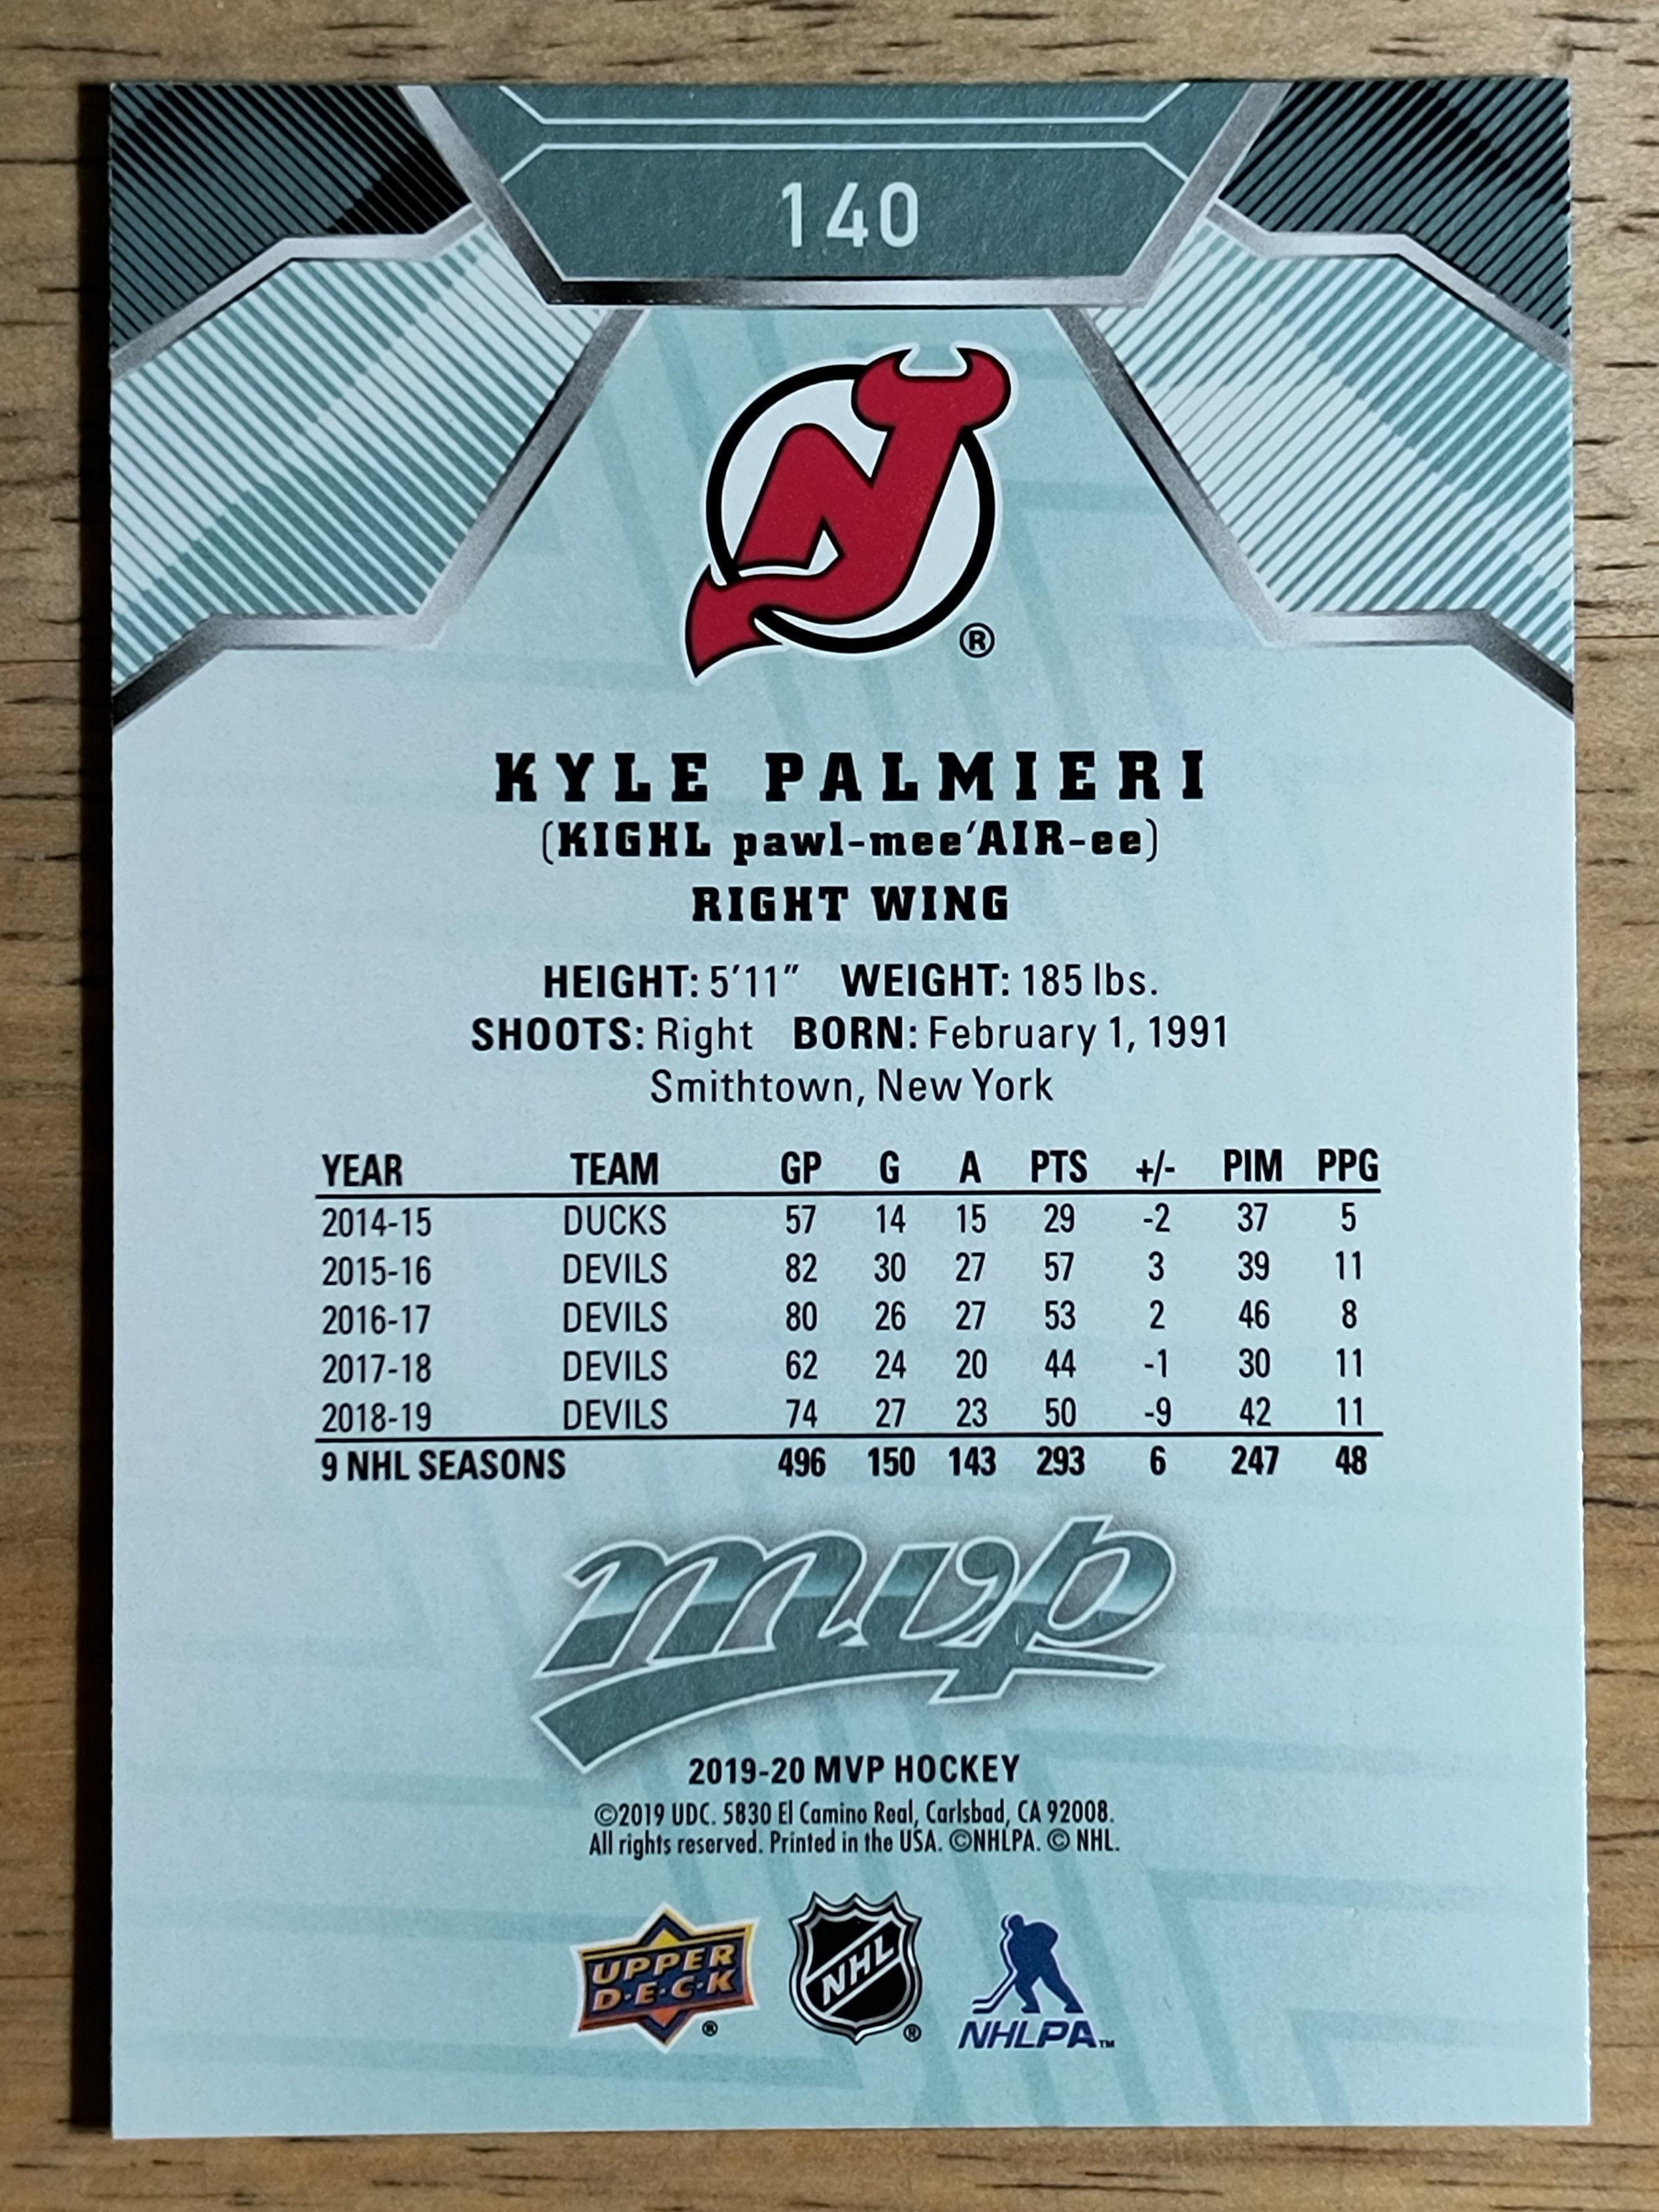 140
®
KYLE PALMIERI
(KIGHL pawl-mee'AIR-ee)
RIGHT WING
HEIGHT: 5'11" WEIGHT: 185 lbs.
SHOOTS: Right BORN: February 1, 1991
Smithtown, New York
YEAR TEAM GP G A PTS +/- PIM PPG
2014-15 DUCKS 57 14 15 29 -2 37 5
2015-16 DEVILS 82 30 27 57 3 39 11
2016-17 DEVILS 80 26 27 53 2 46 8
2017-18 DEVILS 62 24 20 44 -1 30 11
2018-19 DEVILS 74 27 23 50 -9 42 11
9 NHL SEASONS 496 150 143 293 6 247 48
mvp
2019-20 MVP HOCKEY
©2019 UDC. 5830 El Camino Real, Carlsbad, CA 92008.
All rights reserved. Printed in the USA. ©NHLPA. © NHL.
UPPER
D·E·C·K ®
NHL ®
NHLPA™